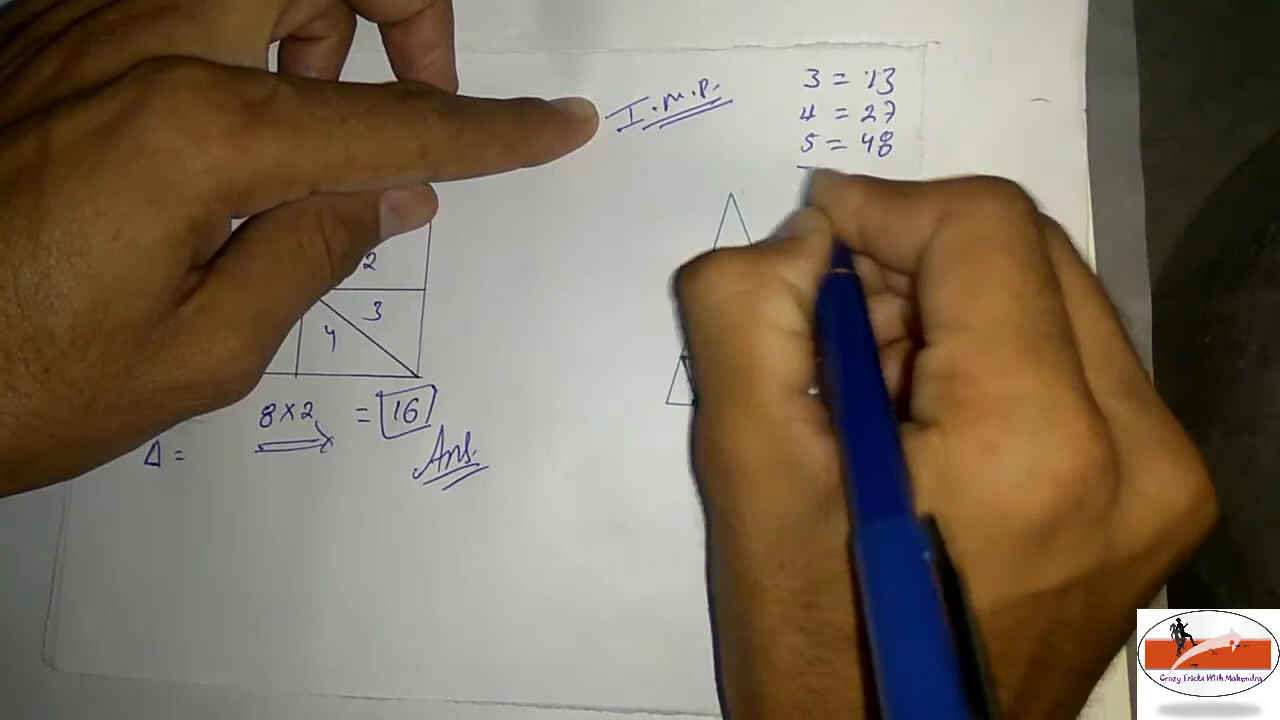 I.M.P.
3 = 13
4 = 27
5 = 48
2
3
4
8×2 = 16
Δ =
Ans.
Crazy Tricks With Mahendra